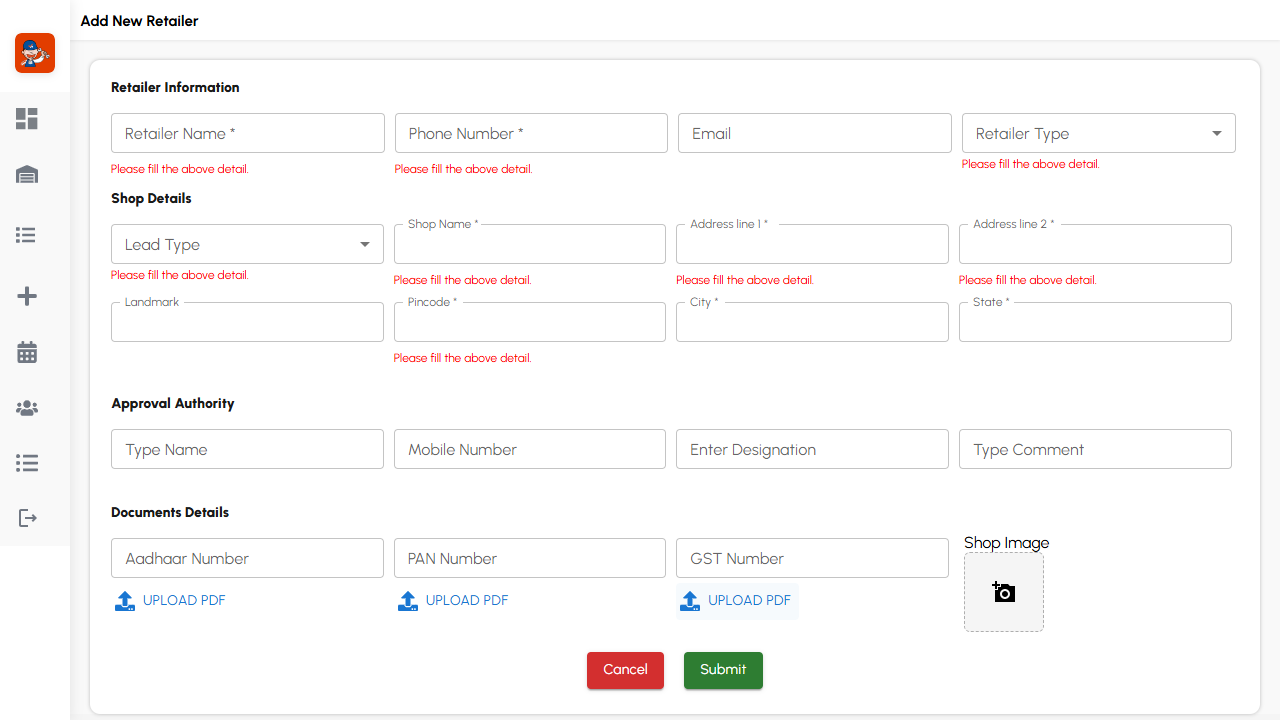 Add New Retailer
Retailer Information
Retailer Name *
Phone Number *
Email
Retailer Type
Please fill the above detail.
Please fill the above detail.
Please fill the above detail.
Shop Details
Lead Type
Shop Name *
Address line 1 *
Address line 2 *
Please fill the above detail.
Please fill the above detail.
Please fill the above detail.
Please fill the above detail.
Landmark
Pincode *
City *
State *
Please fill the above detail.
Approval Authority
Type Name
Mobile Number
Enter Designation
Type Comment
Documents Details
Aadhaar Number
PAN Number
GST Number
Shop Image
UPLOAD PDF
UPLOAD PDF
UPLOAD PDF
Cancel
Submit